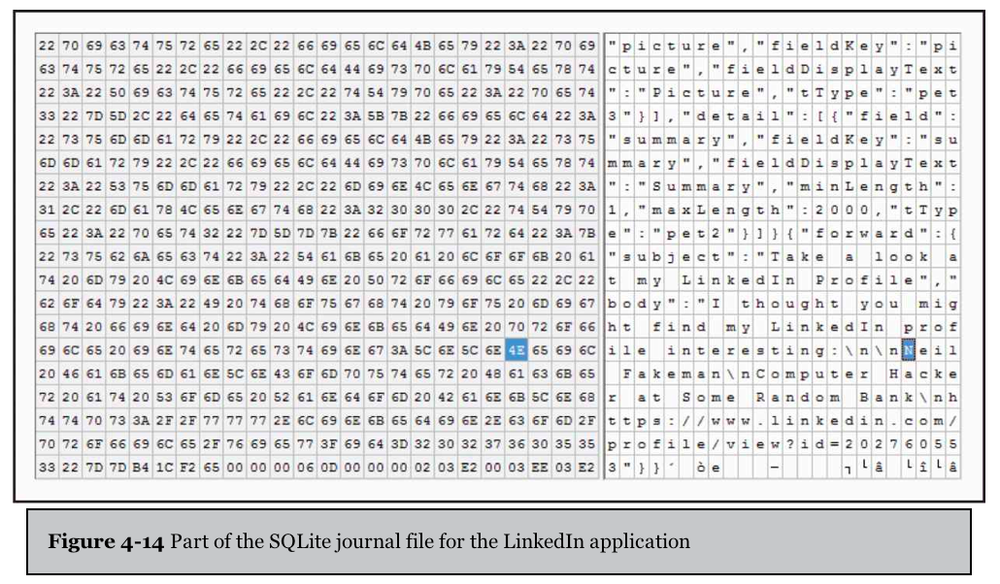 22 70 69 63 74 75 72 65 22 2C 22 66 69 65 6C 64 4B 65 79 22 3A 22 70 69 "picture","fieldKey":"pi
63 74 75 72 65 22 2C 22 66 69 65 6C 64 44 69 73 70 6C 61 79 54 65 78 74 cture","fieldDisplayText
22 3A 22 50 69 63 74 75 72 65 22 2C 22 74 54 79 70 65 22 3A 22 70 65 74 ":"Picture","tType":"pet
33 22 7D 5D 2C 22 64 65 74 61 69 6C 22 3A 5B 7B 22 66 69 65 6C 64 22 3A 3"}],"detail":[{"field":
22 73 75 6D 6D 61 72 79 22 2C 22 66 69 65 6C 64 4B 65 79 22 3A 22 73 75 "summary","fieldKey":"su
6D 6D 61 72 79 22 2C 22 66 69 65 6C 64 44 69 73 70 6C 61 79 54 65 78 74 mmary","fieldDisplayText
22 3A 22 53 75 6D 6D 61 72 79 22 2C 22 6D 69 6E 4C 65 6E 67 74 68 22 3A ":"Summary","minLength":
31 2C 22 6D 61 78 4C 65 6E 67 74 68 22 3A 32 30 30 30 2C 22 74 54 79 70 1,"maxLength":2000,"tTyp
65 22 3A 22 70 65 74 32 22 7D 5D 7D 7B 22 66 6F 72 77 61 72 64 22 3A 7B e":"pet2"}]}{"forward":{
22 73 75 62 6A 65 63 74 22 3A 22 54 61 6B 65 20 61 20 6C 6F 6F 6B 20 61 "subject":"Take a look a
74 20 6D 79 20 4C 69 6E 6B 65 64 49 6E 20 50 72 6F 66 69 6C 65 22 2C 22 t my LinkedIn Profile","
62 6F 64 79 22 3A 22 49 20 74 68 6F 75 67 68 74 20 79 6F 75 20 6D 69 67 body":"I thought you mig
68 74 20 66 69 6E 64 20 6D 79 20 4C 69 6E 6B 65 64 49 6E 20 70 72 6F 66 ht find my LinkedIn prof
69 6C 65 20 69 6E 74 65 72 65 73 74 69 6E 67 3A 5C 6E 5C 6E 4E 65 69 6C ile interesting:\n\nNeil
20 46 61 6B 65 6D 61 6E 5C 6E 43 6F 6D 70 75 74 65 72 20 48 61 63 6B 65 Fakeman\nComputer Hacke
72 20 61 74 20 53 6F 6D 65 20 52 61 6E 64 6F 6D 20 42 61 6E 6B 5C 6E 68 r at Some Random Bank\nh
74 74 70 73 3A 2F 2F 77 77 77 2E 6C 69 6E 6B 65 64 69 6E 2E 63 6F 6D 2F ttps://www.linkedin.com/
70 72 6F 66 69 6C 65 2F 76 69 65 77 3F 69 64 3D 32 30 32 37 36 30 35 35 profile/view?id=20276055
33 22 7D 7D B4 1C F2 65 00 00 00 06 0D 00 00 00 02 03 E2 00 03 EE 03 E2 3"}}´ òe − ┐└â └î└â
Figure 4-14 Part of the SQLite journal file for the LinkedIn application